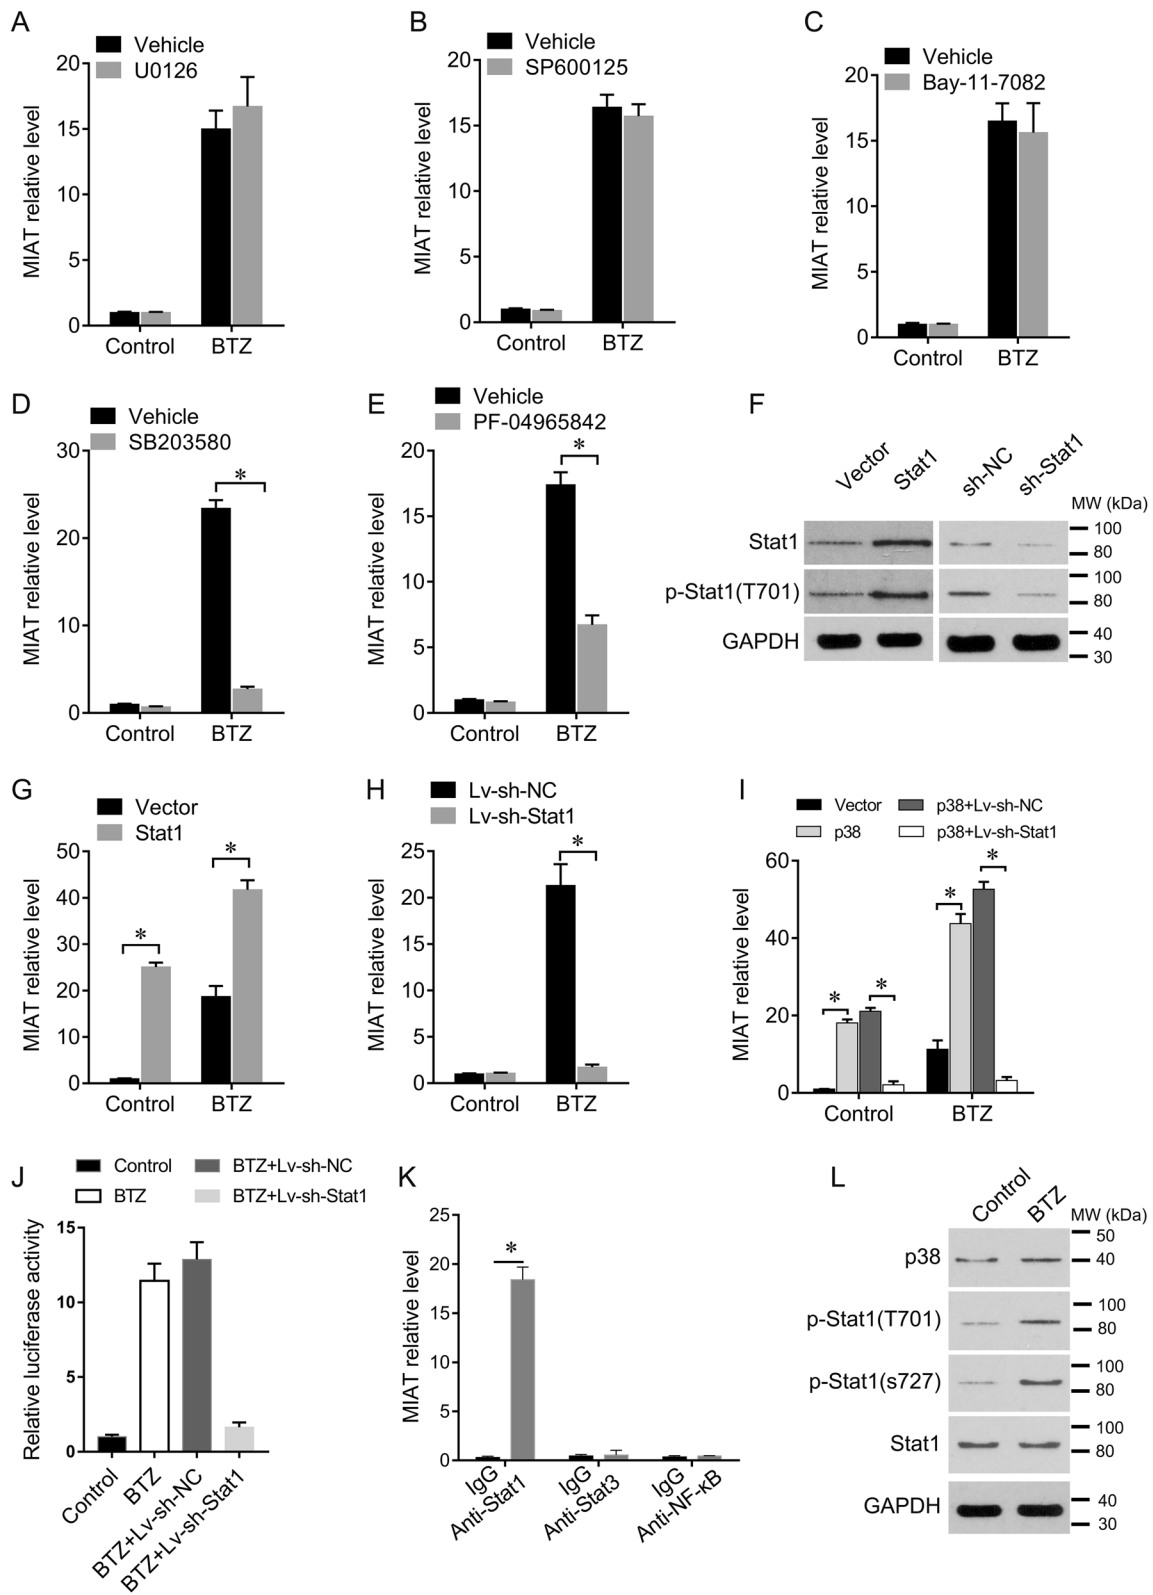 A
Vehicle
U0126
MIAT relative level
20
15
10
5
0
Control
BTZ
B
Vehicle
SP600125
MIAT relative level
20
15
10
5
0
Control
BTZ
C
Vehicle
Bay-11-7082
MIAT relative level
20
15
10
5
0
Control
BTZ
D
Vehicle
SB203580
MIAT relative level
30
20
10
0
*
Control
BTZ
E
Vehicle
PF-04965842
MIAT relative level
20
15
10
5
0
*
Control
BTZ
F
Vector
Stat1
sh-NC
sh-Stat1
MW (kDa)
Stat1
100
80
p-Stat1(T701)
100
80
GAPDH
40
30
G
Vector
Stat1
MIAT relative level
50
40
30
20
10
0
*
*
Control
BTZ
H
Lv-sh-NC
Lv-sh-Stat1
MIAT relative level
25
20
15
10
5
0
*
Control
BTZ
I
Vector
p38+Lv-sh-NC
p38
p38+Lv-sh-Stat1
MIAT relative level
60
40
20
0
*
*
*
*
Control
BTZ
J
Control
BTZ+Lv-sh-NC
BTZ
BTZ+Lv-sh-Stat1
Relative luciferase activity
15
10
5
0
Control
BTZ
BTZ+Lv-sh-NC
BTZ+Lv-sh-Stat1
K
MIAT relative level
25
20
15
10
5
0
*
IgG
Anti-Stat1
IgG
Anti-Stat3
IgG
Anti-NF-κB
L
Control
BTZ
MW (kDa)
p38
50
40
p-Stat1(T701)
100
80
p-Stat1(s727)
100
80
Stat1
100
80
GAPDH
40
30